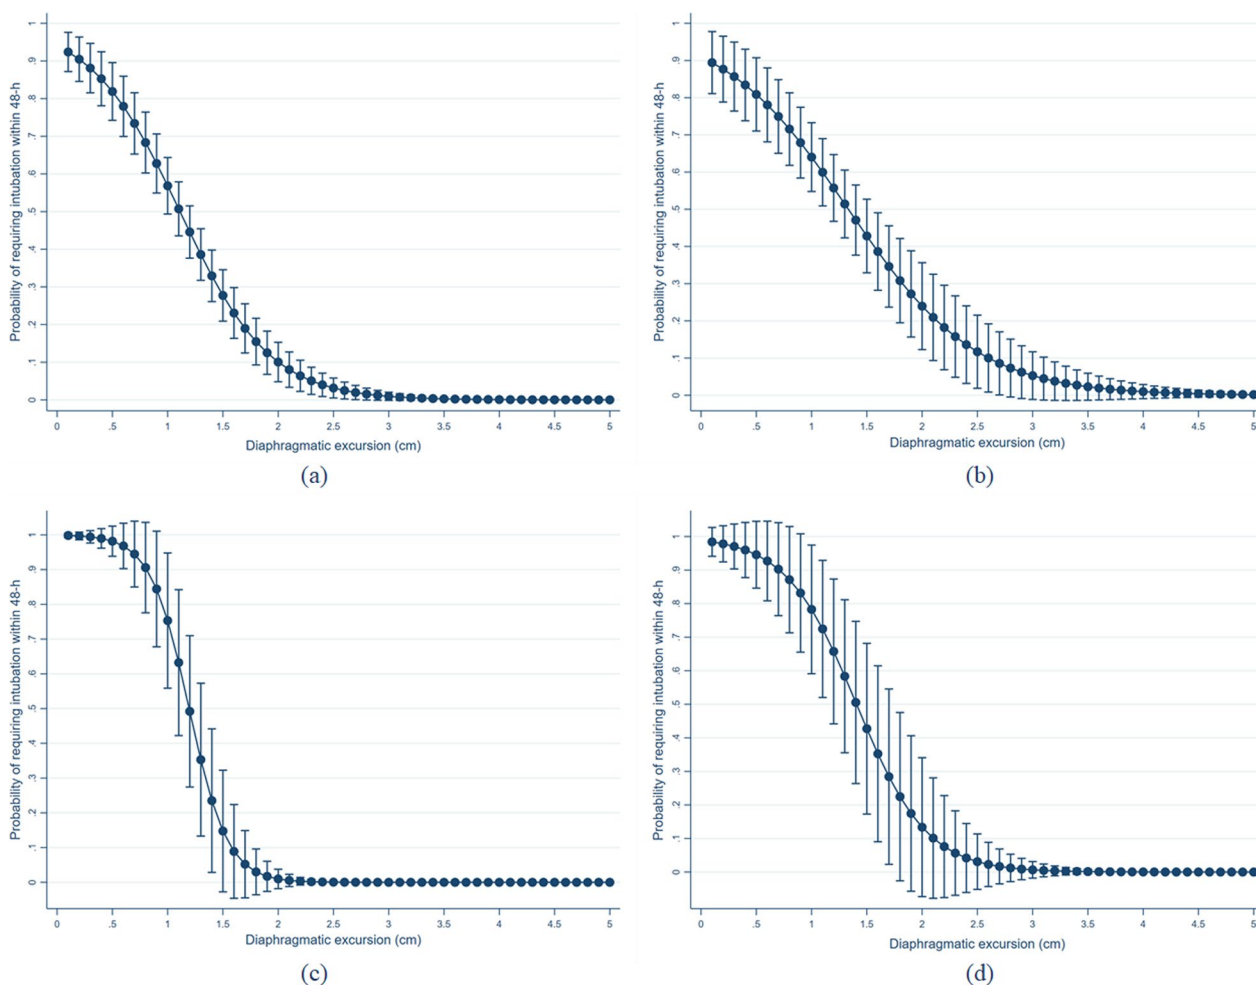 Probability of requiring intubation within 48-h
1
.9
.8
.7
.6
.5
.4
.3
.2
.1
0
0 .5 1 1.5 2 2.5 3 3.5 4 4.5 5
Diaphragmatic excursion (cm)
(a)
Probability of requiring intubation within 48-h
1
.9
.8
.7
.6
.5
.4
.3
.2
.1
0
0 .5 1 1.5 2 2.5 3 3.5 4 4.5 5
Diaphragmatic excursion (cm)
(b)
Probability of requiring intubation within 48-h
1
.9
.8
.7
.6
.5
.4
.3
.2
.1
0
0 .5 1 1.5 2 2.5 3 3.5 4 4.5 5
Diaphragmatic excursion (cm)
(c)
Probability of requiring intubation within 48-h
1
.9
.8
.7
.6
.5
.4
.3
.2
.1
0
0 .5 1 1.5 2 2.5 3 3.5 4 4.5 5
Diaphragmatic excursion (cm)
(d)